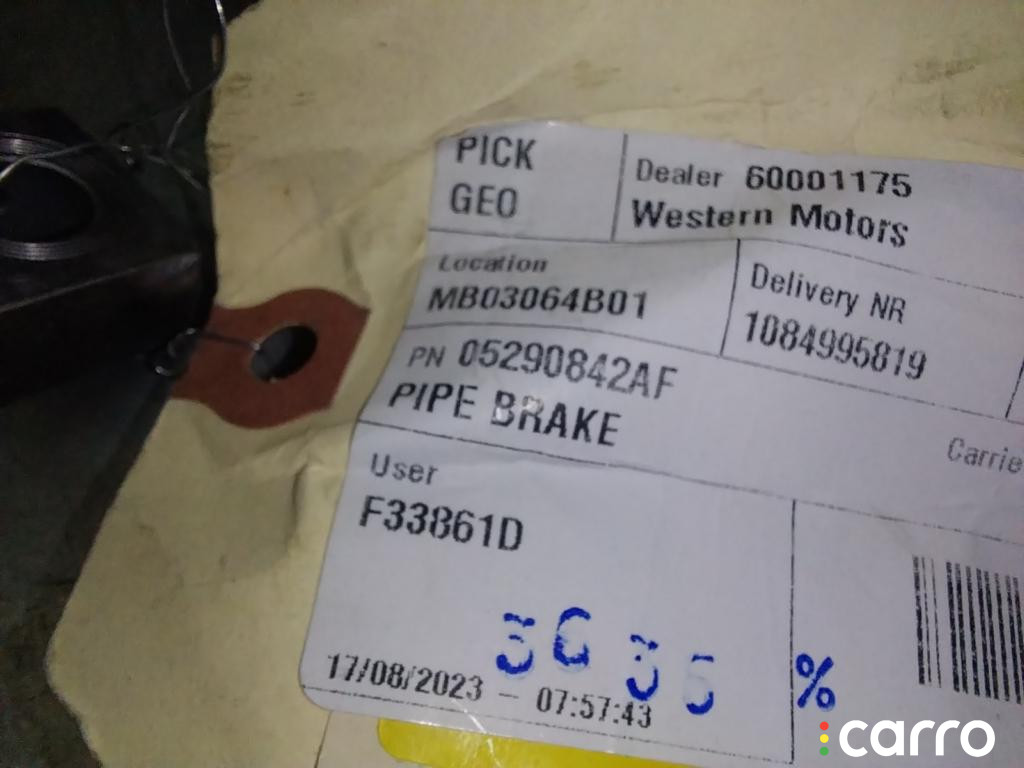 PICK
GEO
Dealer 60001175
Western Motors
Location
MB03064B01
Delivery NR
1084995819
PN 05290842AF
PIPE BRAKE
Carrie
User
F33861D
%
17/08/2023 - 07:57:43
carro